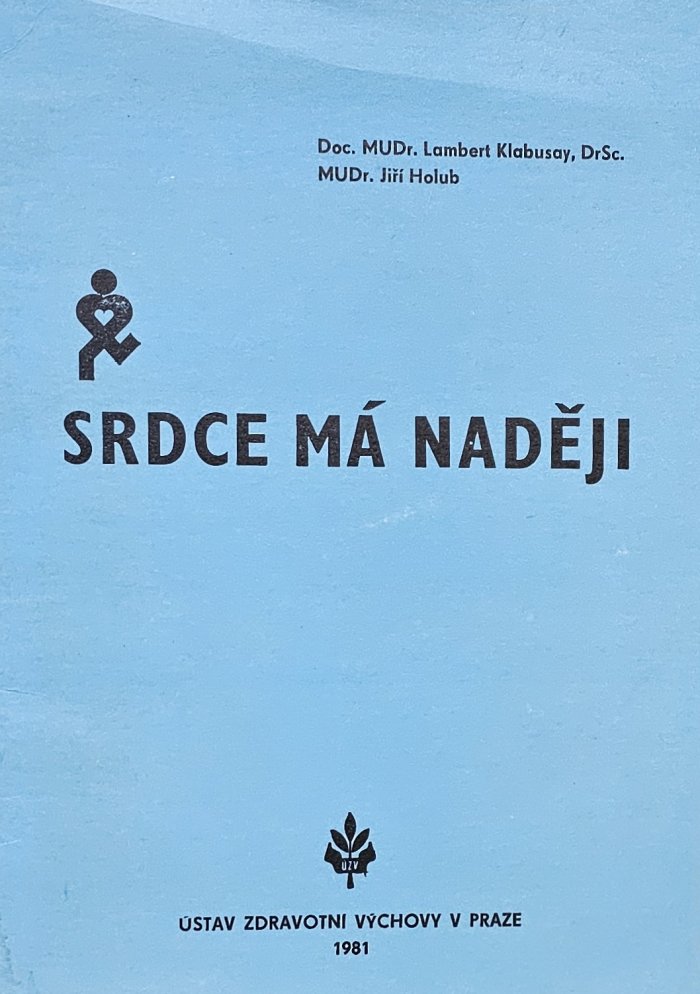 Doc. MUDr. Lambert Klabusay, DrSc.
MUDr. Jiří Holub
SRDCE MÁ NADĚJI
ÚZV
ÚSTAV ZDRAVOTNÍ VÝCHOVY V PRAZE
1981